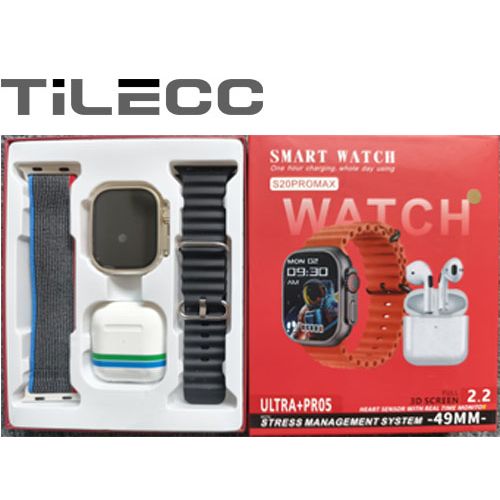 TiLECC
SMART WATCH
One hour charging, whole day using
S20PROMAX
WATCH
MON 02
09:30
AM
ULTRA+PRO5
FULL
3D SCREEN 2.2
HEART SENSOR WITH REAL TIME MONITOR
STRESS MANAGEMENT SYSTEM -49MM-